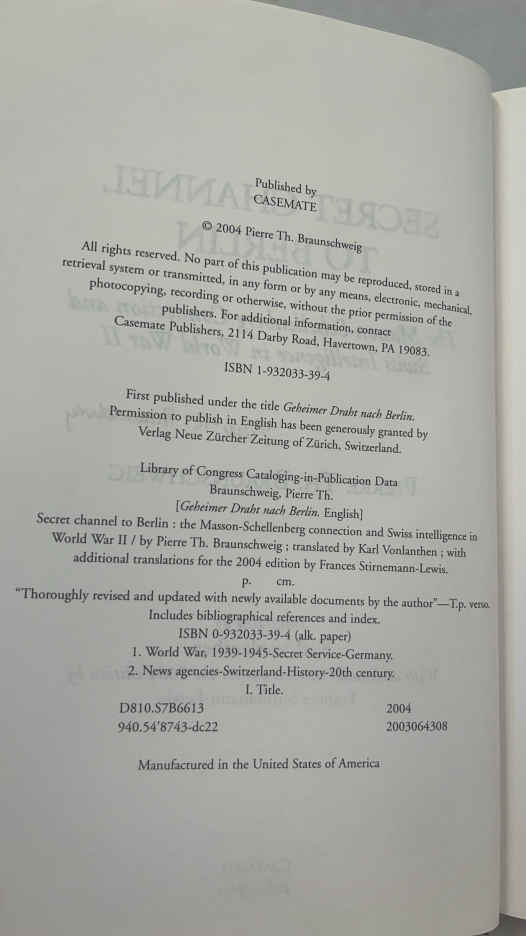 Published by
CASEMATE
© 2004 Pierre Th. Braunschweig
All rights reserved. No part of this publication may be reproduced, stored in a
retrieval system or transmitted, in any form or by any means, electronic, mechanical,
photocopying, recording or otherwise, without the prior permission of the
publishers. For additional information, contact
Casemate Publishers, 2114 Darby Road, Havertown, PA 19083.
ISBN 1-932033-39-4
First published under the title Geheimer Draht nach Berlin.
Permission to publish in English has been generously granted by
Verlag Neue Zürcher Zeitung of Zürich, Switzerland.
Library of Congress Cataloging-in-Publication Data
Braunschweig, Pierre Th.
[Geheimer Draht nach Berlin. English]
Secret channel to Berlin : the Masson-Schellenberg connection and Swiss intelligence in
World War II / by Pierre Th. Braunschweig ; translated by Karl Vonlanthen ; with
additional translations for the 2004 edition by Frances Stirnemann-Lewis.
p. cm.
“Thoroughly revised and updated with newly available documents by the author”—T.p. verso.
Includes bibliographical references and index.
ISBN 0-932033-39-4 (alk. paper)
1. World War, 1939-1945-Secret Service-Germany.
2. News agencies-Switzerland-History-20th century.
I. Title.
D810.S7B6613 2004
940.54'8743-dc22 2003064308
Manufactured in the United States of America